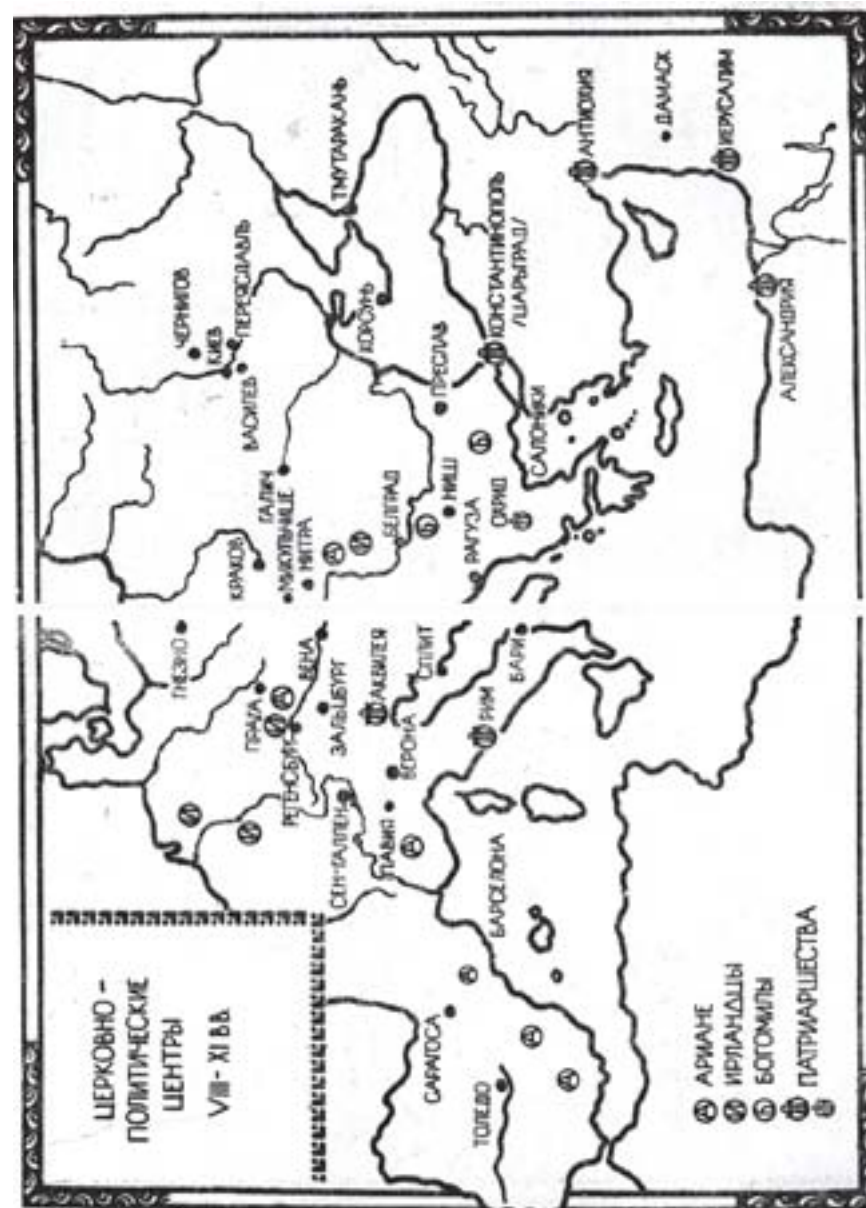 ЦЕРКОВНО-
ПОЛИТИЧЕСКИЕ
ЦЕНТРЫ
VIII-XI ВВ.
ГНЕЗНО
КРАКОВ
ЧЕРНИГОВ
КИЕВ
ПЕРЕЯСЛАВЛЬ
ВАСИЛЕВ
ПРАГА
РЕГЕНСБУРГ
ВЕНА
ЗАЛЬЦБУРГ
СЕН-ГАЛЛЕН
ГАЛИЧ
МИКУЛЬЧИЦЕ
НИТРА
ТМУТАРАКАНЬ
ХОРСУНЬ
ПАВИЯ
ВЕРОНА
АКВИЛЕЯ
СПЛИТ
БЕЛГРАД
НИШ
ПРЕСЛАВ
КОНСТАНТИНОПОЛЬ
/ЦАРЬГРАД/
САРАГОСА
ТОЛЕДО
БАРСЕЛОНА
РИМ
БАРИ
РАГУЗА
ОХРИД
САЛОНИКИ
АНТИОХИЯ
ДАМАСК
ИЕРУСАЛИМ
АЛЕКСАНДРИЯ
А АРИАНЕ
И ИРЛАНДЦЫ
Б БОГОМИЛЫ
ПАТРИАРШЕСТВА